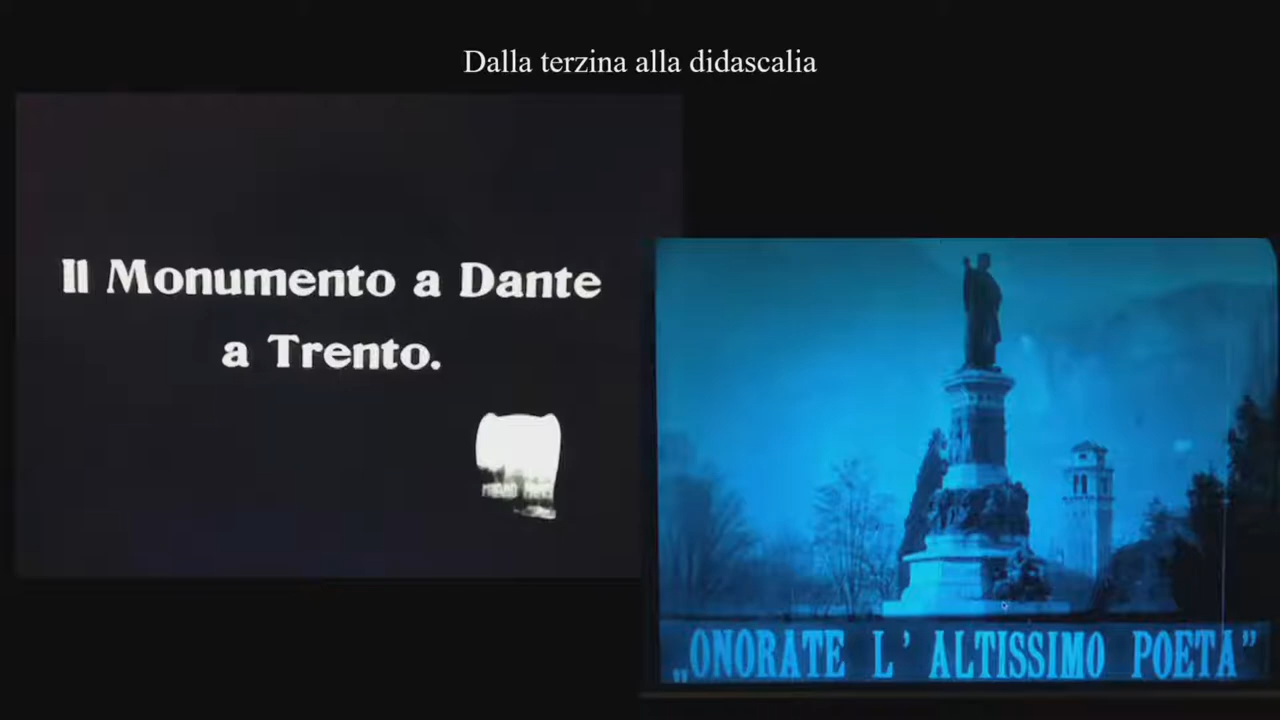 Dalla terzina alla didascalia
Il Monumento a Dante
a Trento.
„ONORATE L' ALTISSIMO POETA”